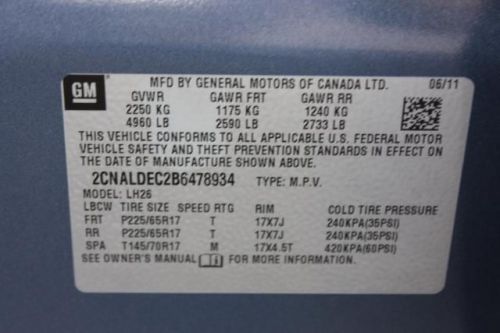 GM
MFD BY GENERAL MOTORS OF CANADA LTD. 06/11
GVWR GAWR FRT GAWR RR
2250 KG 1175 KG 1240 KG
4960 LB 2590 LB 2733 LB
THIS VEHICLE CONFORMS TO ALL APPLICABLE U.S. FEDERAL MOTOR
VEHICLE SAFETY AND THEFT PREVENTION STANDARDS IN EFFECT ON
THE DATE OF MANUFACTURE SHOWN ABOVE.
2CNALDEC2B6478934 TYPE: M.P.V.
MODEL: LH26
LBCW TIRE SIZE SPEED RTG RIM COLD TIRE PRESSURE
FRT P225/65R17 T 17X7J 240KPA(35PSI)
RR P225/65R17 T 17X7J 240KPA(35PSI)
SPA T145/70R17 M 17X4.5T 420KPA(60PSI)
SEE OWNER'S MANUAL FOR MORE INFORMATION.